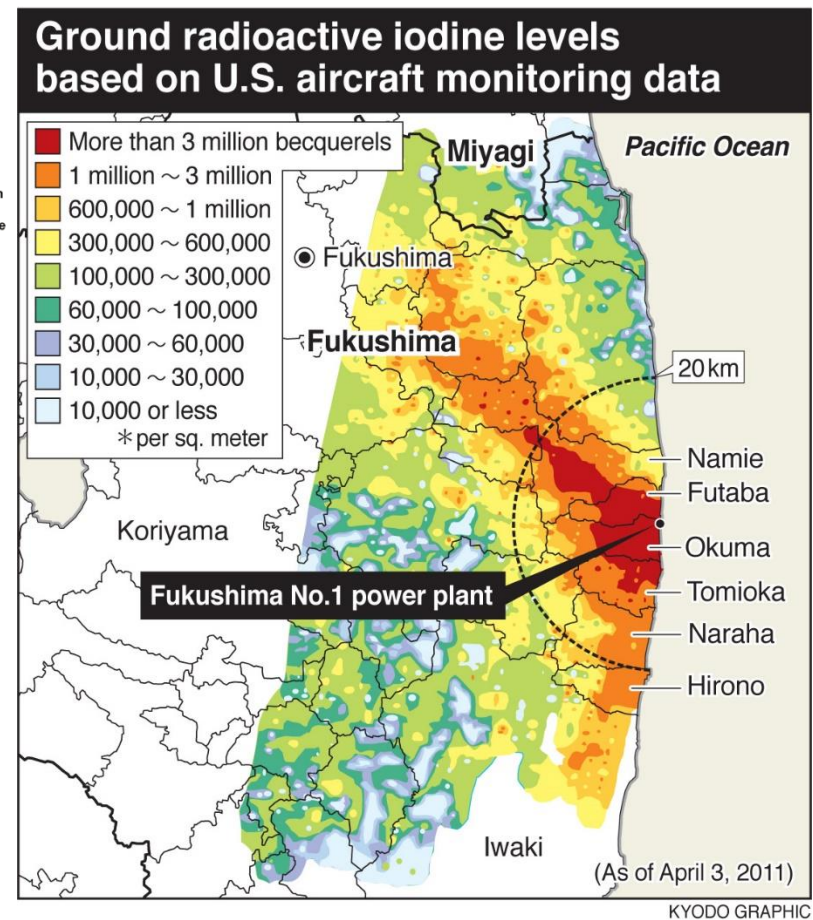 Ground radioactive iodine levels
based on U.S. aircraft monitoring data
More than 3 million becquerels
1 million ~ 3 million
600,000 ~ 1 million
300,000 ~ 600,000
100,000 ~ 300,000
60,000 ~ 100,000
30,000 ~ 60,000
10,000 ~ 30,000
10,000 or less
*per sq. meter
Miyagi
Pacific Ocean
Fukushima
Fukushima
20 km
Namie
Futaba
Koriyama
Okuma
Fukushima No.1 power plant
Tomioka
Naraha
Hirono
Iwaki
(As of April 3, 2011)
KYODO GRAPHIC